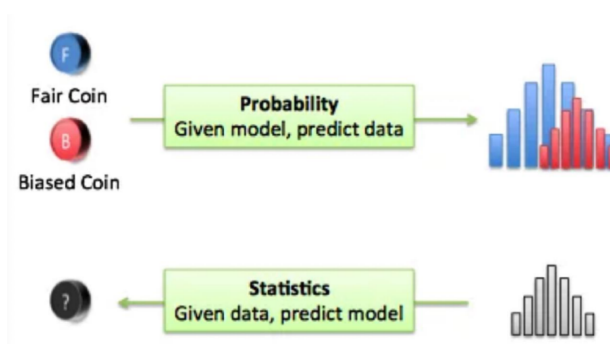 F
Fair Coin
B
Biased Coin
Probability
Given model, predict data
?
Statistics
Given data, predict model